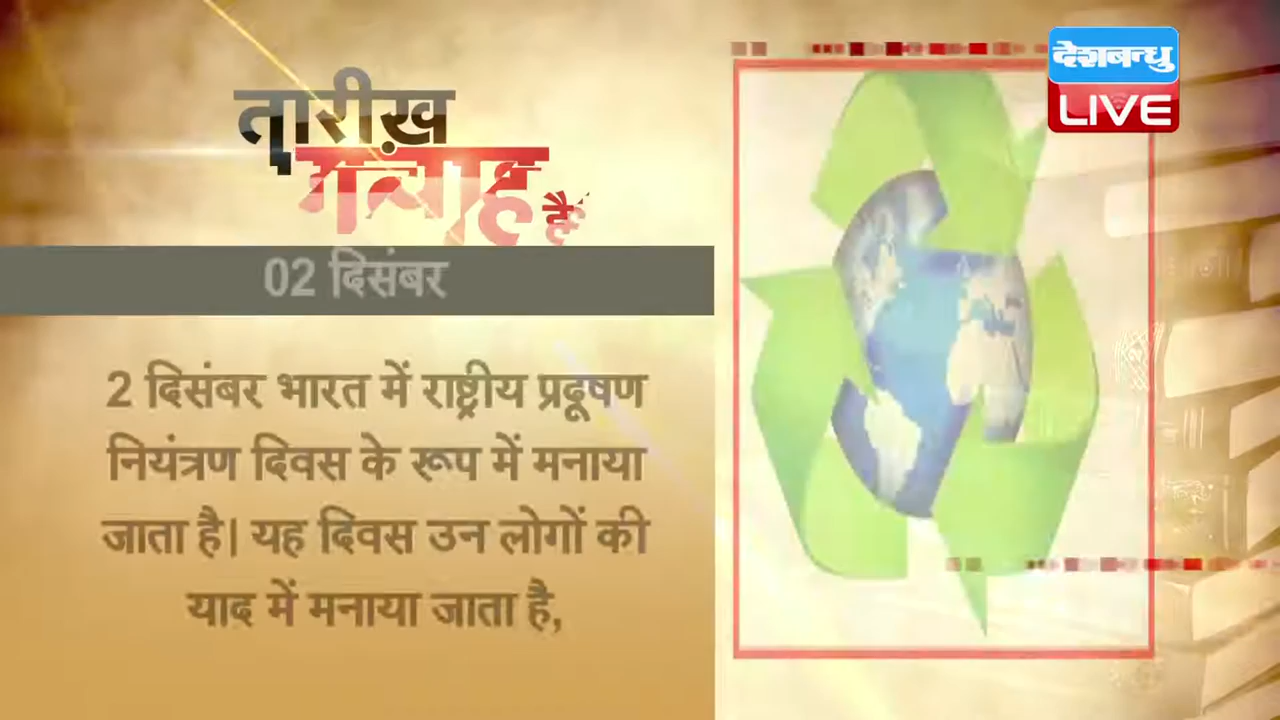 देशबन्धु
LIVE
तारीख़
गवाह
है
02 दिसंबर
2 दिसंबर भारत में राष्ट्रीय प्रदूषण
नियंत्रण दिवस के रूप में मनाया
जाता है। यह दिवस उन लोगों की
याद में मनाया जाता है,